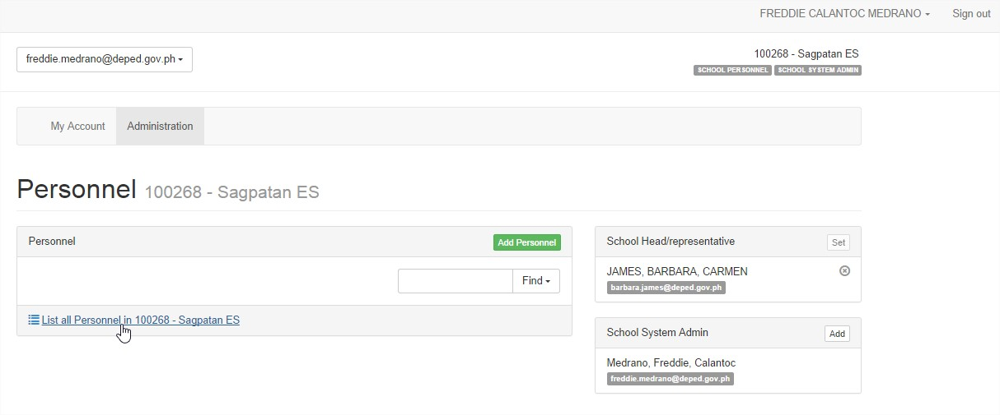 FREDDIE CALANTOC MEDRANO Sign out
freddie.medrano@deped.gov.ph
100268 - Sagpatan ES
SCHOOL PERSONNEL SCHOOL SYSTEM ADMIN
My Account Administration
Personnel 100268 - Sagpatan ES
Personnel Add Personnel
Find
List all Personnel in 100268 - Sagpatan ES
School Head/representative Set
JAMES, BARBARA, CARMEN
barbara.james@deped.gov.ph
School System Admin Add
Medrano, Freddie, Calantoc
freddie.medrano@deped.gov.ph